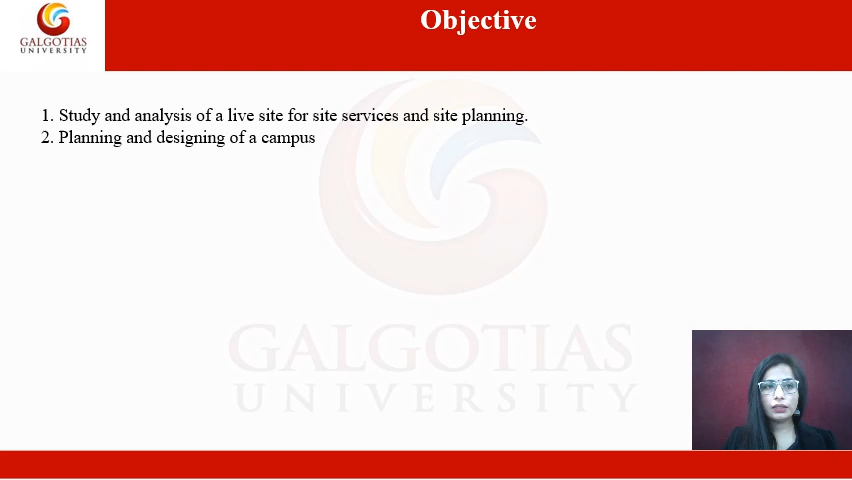 Objective
GALGOTIAS
UNIVERSITY
1. Study and analysis of a live site for site services and site planning.
2. Planning and designing of a campus
GALGOTIAS
UNIVERSITY